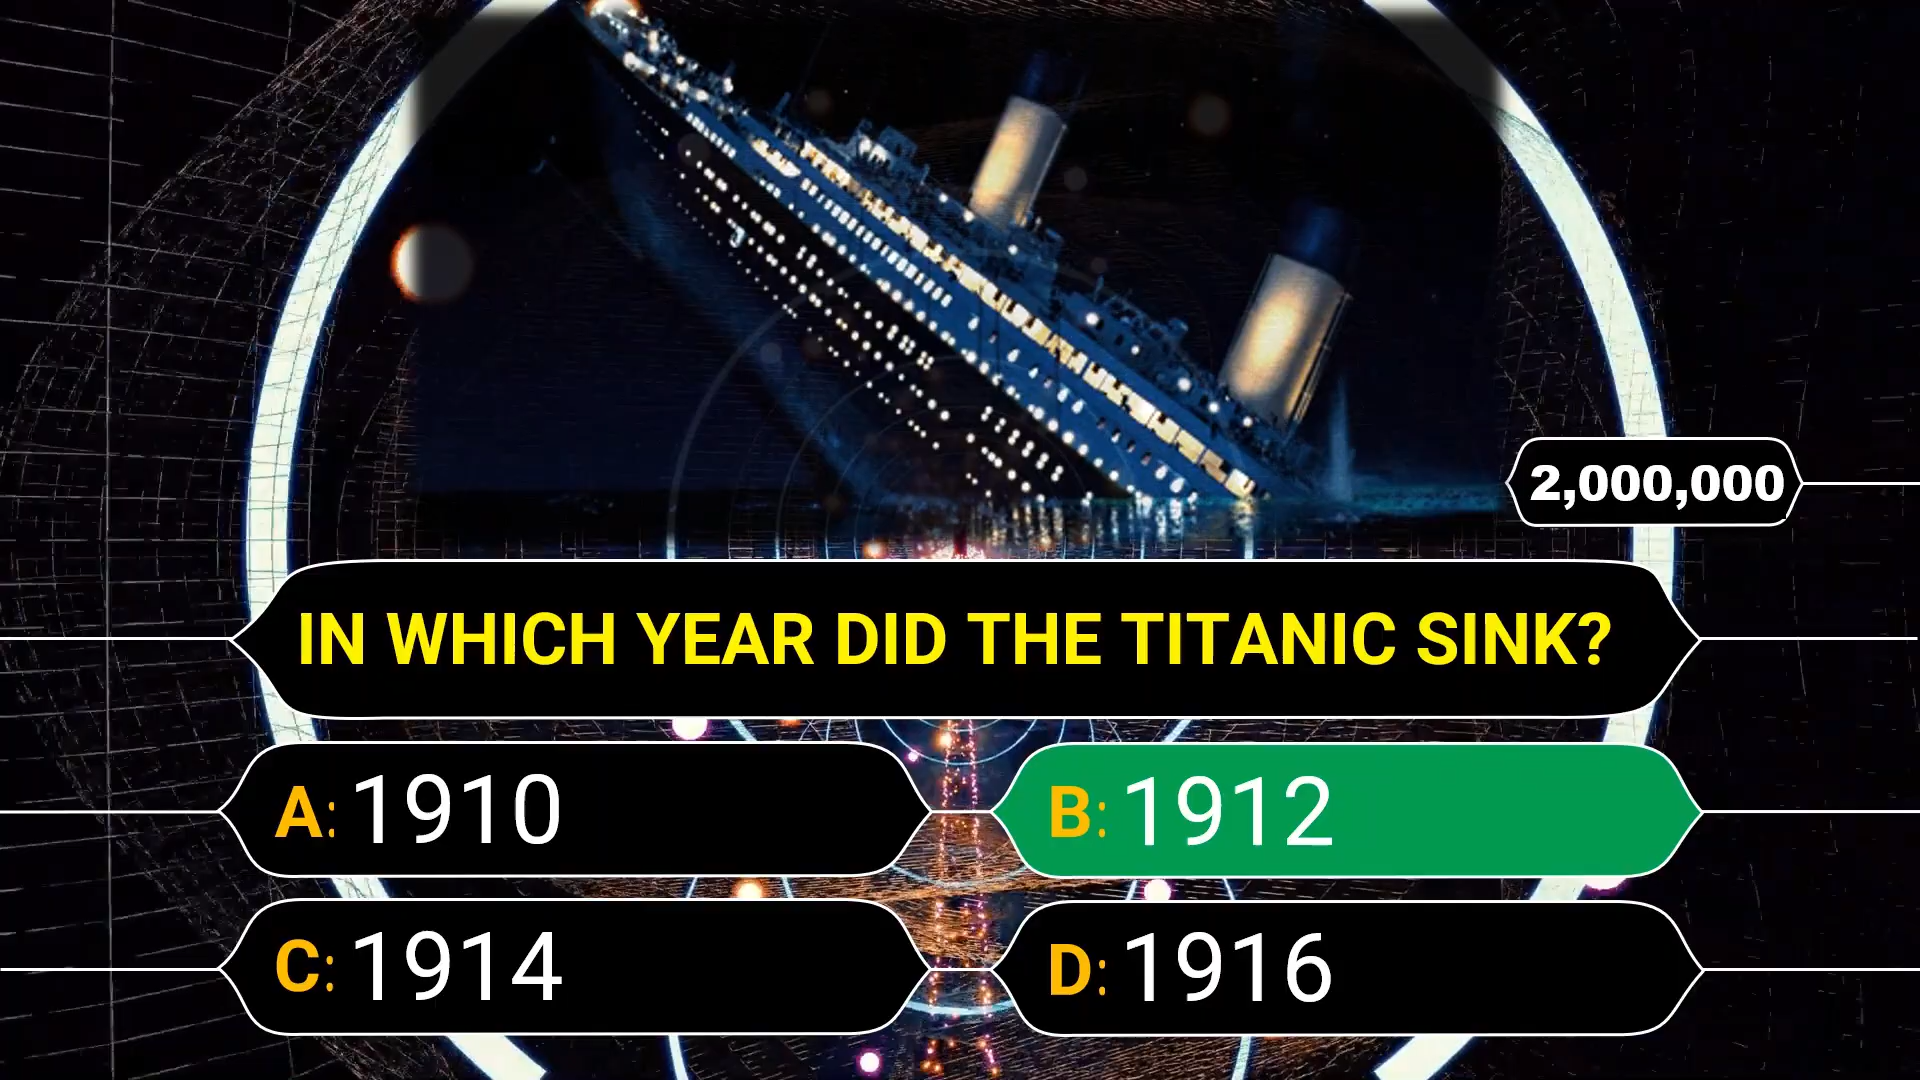 2,000,000
IN WHICH YEAR DID THE TITANIC SINK?
A: 1910
B: 1912
C: 1914
D: 1916